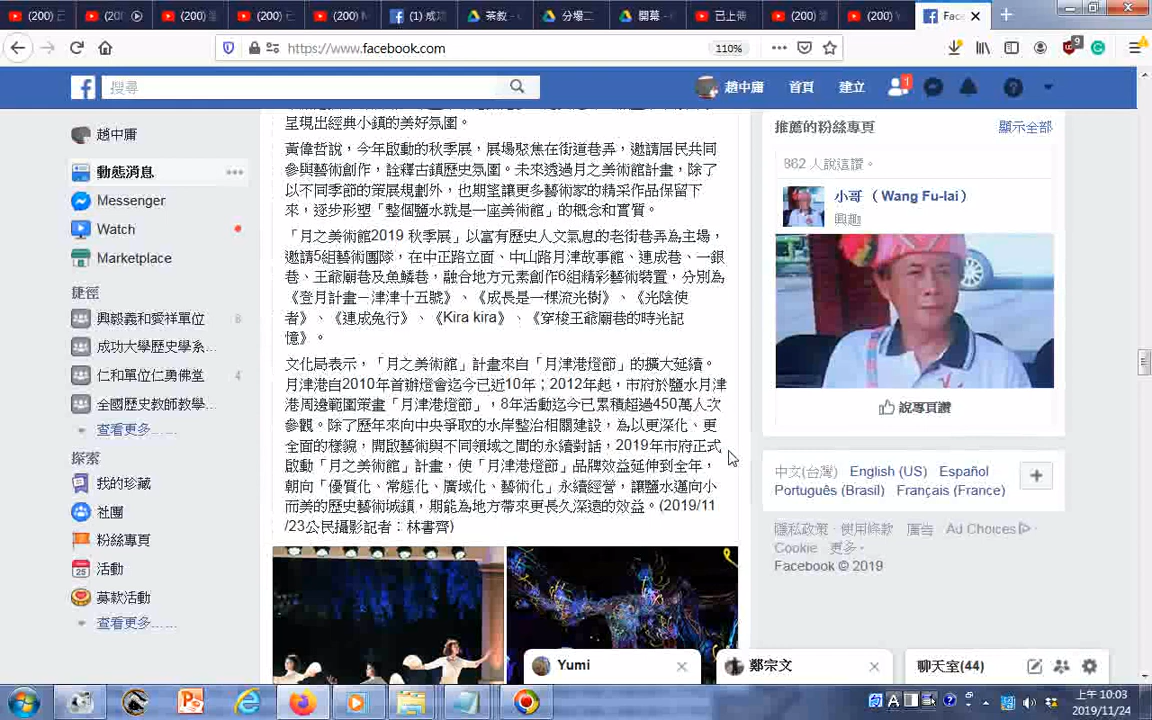 (200) 已
(200)
(200)
(200) 已
(200) M
(1) 成
茶敘 - G
分場二
開幕 - G
已上傳
(200)
(200) Y
Face
https://www.facebook.com
110%
9
搜尋
趙中庸
首頁
建立
1
趙中庸
動態消息
Messenger
Watch
Marketplace
捷徑
興毅義和愛祥單位 8
成功大學歷史學系...
仁和單位仁勇佛堂 4
全國歷史教師教學...
查看更多......
探索
我的珍藏
社團
粉絲專頁
活動
募款活動
查看更多......
呈現出經典小鎮的美好氛圍。
黃偉哲說，今年啟動的秋季展，展場聚焦在街道巷弄，邀請居民共同
參與藝術創作，詮釋古鎮歷史氛圍。未來透過月之美術館計畫，除了
以不同季節的策展規劃外，也期望讓更多藝術家的精采作品保留下
來，逐步形塑「整個鹽水就是一座美術館」的概念和實質。
「月之美術館2019 秋季展」以富有歷史人文氣息的老街巷弄為主場，
邀請5組藝術團隊，在中正路立面、中山路月津故事館、連成巷、一銀
巷、王爺廟巷及魚鱗巷，融合地方元素創作6組精彩藝術裝置，分別為
《登月計畫－津津十五號》、《成長是一棵流光樹》、《光陰使
者》、《連成兔行》、《Kira kira》、《穿梭王爺廟巷的時光記
憶》。
文化局表示，「月之美術館」計畫來自「月津港燈節」的擴大延續。
月津港自2010年首辦燈會迄今已近10年；2012年起，市府於鹽水月津
港周邊範圍策畫「月津港燈節」，8年活動迄今已累積超過450萬人次
參觀。除了歷年來向中央爭取的水岸整治相關建設，為以更深化、更
全面的樣貌，開啟藝術與不同領域之間的永續對話，2019年市府正式
啟動「月之美術館」計畫，使「月津港燈節」品牌效益延伸到全年，
朝向「優質化、常態化、廣域化、藝術化」永續經營，讓鹽水邁向小
而美的歷史藝術城鎮，期能為地方帶來更長久深遠的效益。(2019/11
/23公民攝影記者：林書齊)
推薦的粉絲專頁 顯示全部
862 人說這讚。
小哥（Wang Fu-lai）
興趣
說專頁讚
中文(台灣) English (US) Español
Português (Brasil) Français (France)
隱私政策 · 使用條款 · 廣告 · Ad Choices ·
Cookie · 更多
Facebook © 2019
Yumi
鄭宗文
聊天室(44)
上午 10:03
2019/11/24